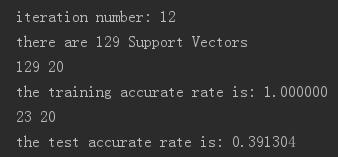 iteration number: 12
there are 129 Support Vectors
129 20
the training accurate rate is: 1.000000
23 20
the test accurate rate is: 0.391304